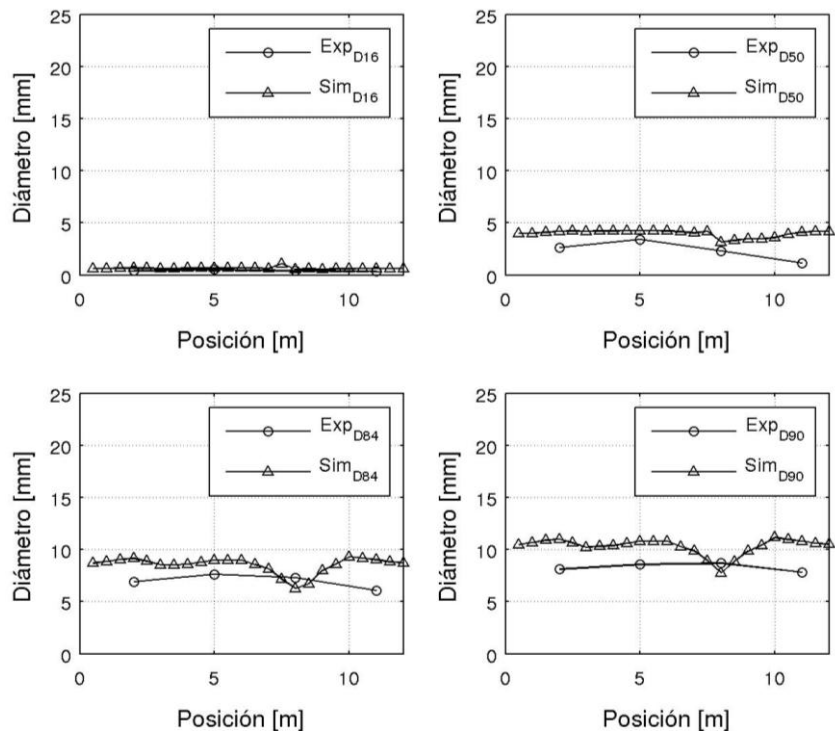 25
20
15
10
5
0
Diámetro [mm]
Exp D16
Sim D16
0 5 10
Posición [m]
25
20
15
10
5
0
Diámetro [mm]
Exp D50
Sim D50
0 5 10
Posición [m]
25
20
15
10
5
0
Diámetro [mm]
Exp D84
Sim D84
0 5 10
Posición [m]
25
20
15
10
5
0
Diámetro [mm]
Exp D90
Sim D90
0 5 10
Posición [m]